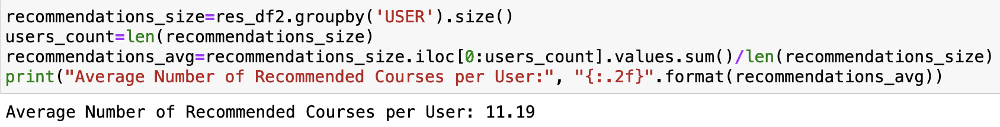 recommendations_size=res_df2.groupby('USER').size()
users_count=len(recommendations_size)
recommendations_avg=recommendations_size.iloc[0:users_count].values.sum()/len(recommendations_size)
print("Average Number of Recommended Courses per User:", "{:.2f}".format(recommendations_avg))
Average Number of Recommended Courses per User: 11.19